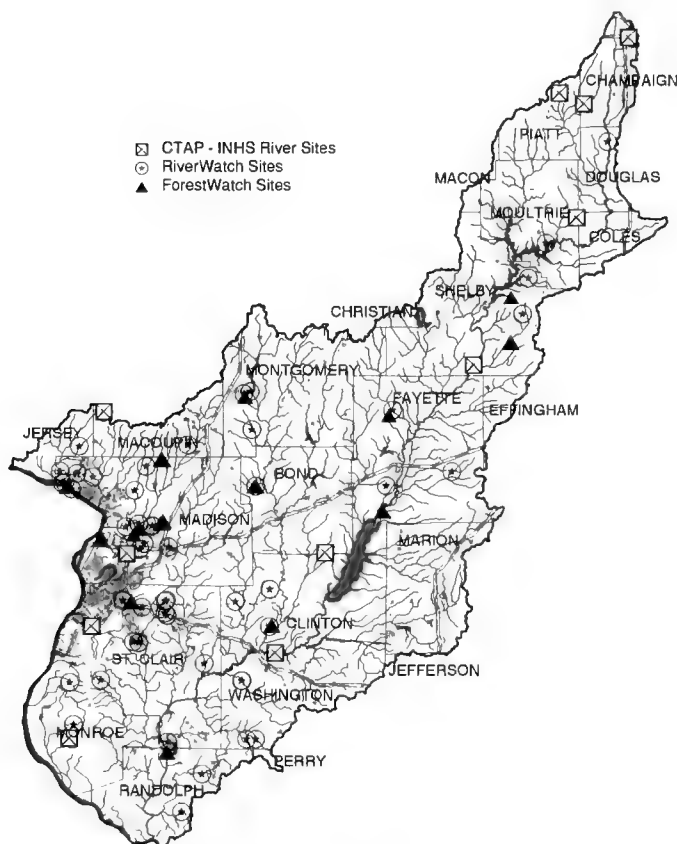 CHAMPAIGN
CTAP - INHS River Sites
RiverWatch Sites
ForestWatch Sites
PIATT
MACON
DOUGLAS
MOULTRIE
COLES
SHELBY
CHRISTIAN
MONTGOMERY
FAYETTE
EFFINGHAM
JERSEY
MACOUPIN
BOND
MADISON
MARION
CLINTON
ST. CLAIR
JEFFERSON
WASHINGTON
MONROE
PERRY
RANDOLPH